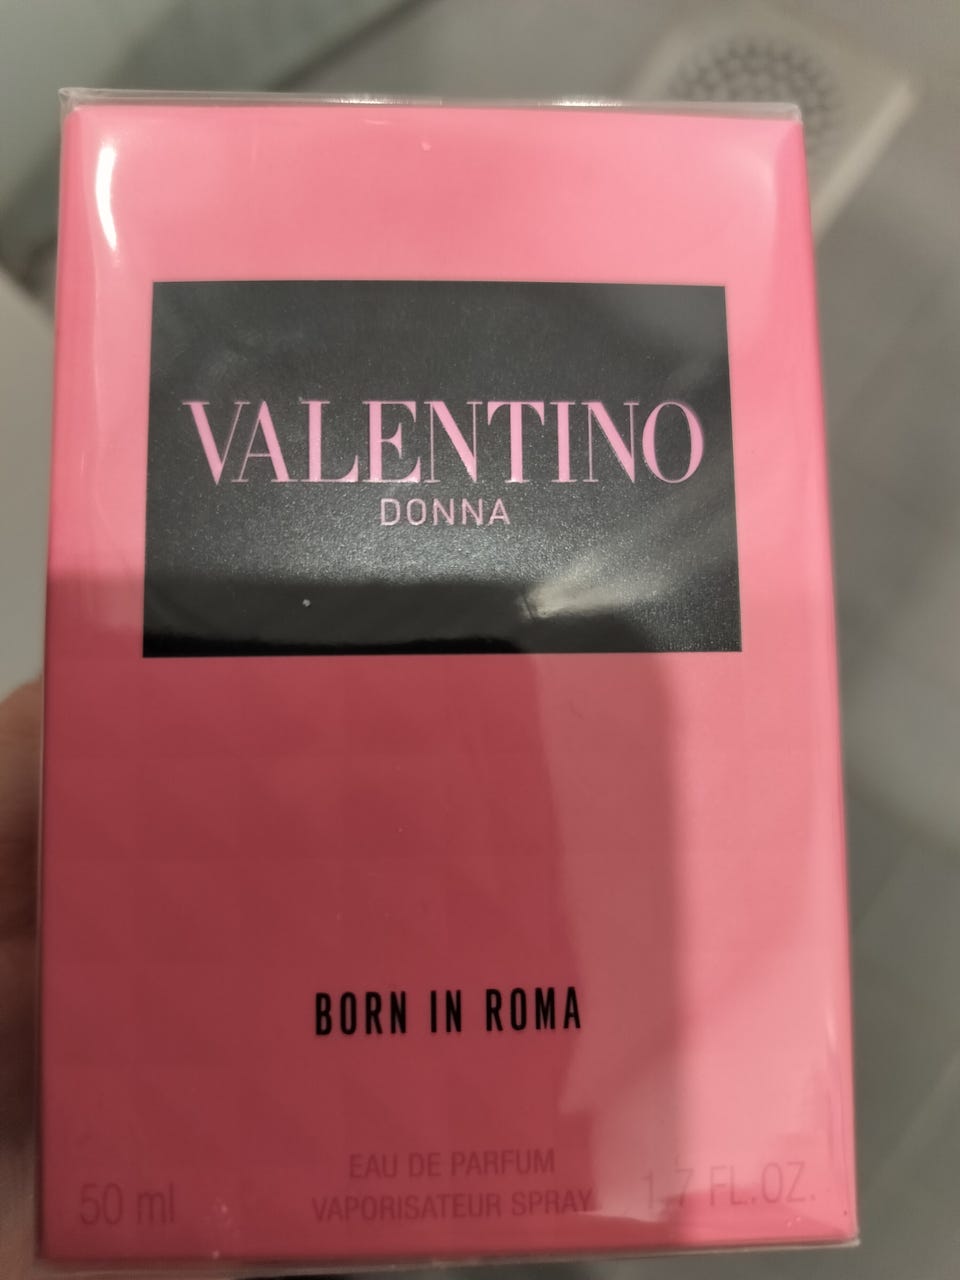 VALENTINO
DONNA
BORN IN ROMA
EAU DE PARFUM
50 ml VAPORISATEUR SPRAY 1.7 FL.OZ.